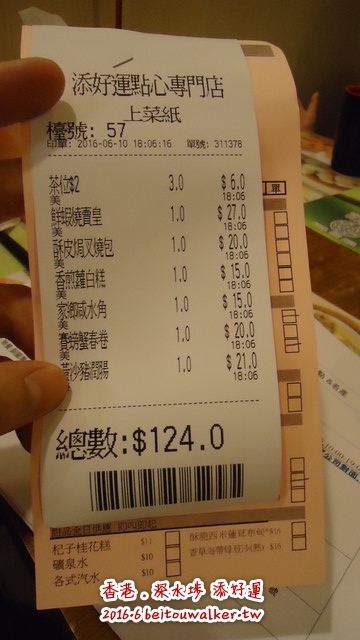 添好運點心專門店
上菜紙
檯號: 57
印單: 2016-06-10 18:06:16 單號: 311378
茶位$2 3.0 $6.0
美 18:06
鮮蝦燒賣皇 1.0 $27.0
美 18:06
酥皮焗叉燒包 1.0 $20.0
美 18:06
香煎蘿白糕 1.0 $15.0
美 18:06
家鄉咸水角 1.0 $15.0
美 18:06
賽螃蟹春卷 1.0 $20.0
美 18:06
黃沙豬潤腸 1.0 $21.0
18:06
總數:$124.0
杞子桂花糕 $11
礦泉水 $10
各式汽水 $10
香港．深水埗 添好運
2016-6 beitouwalker.tw